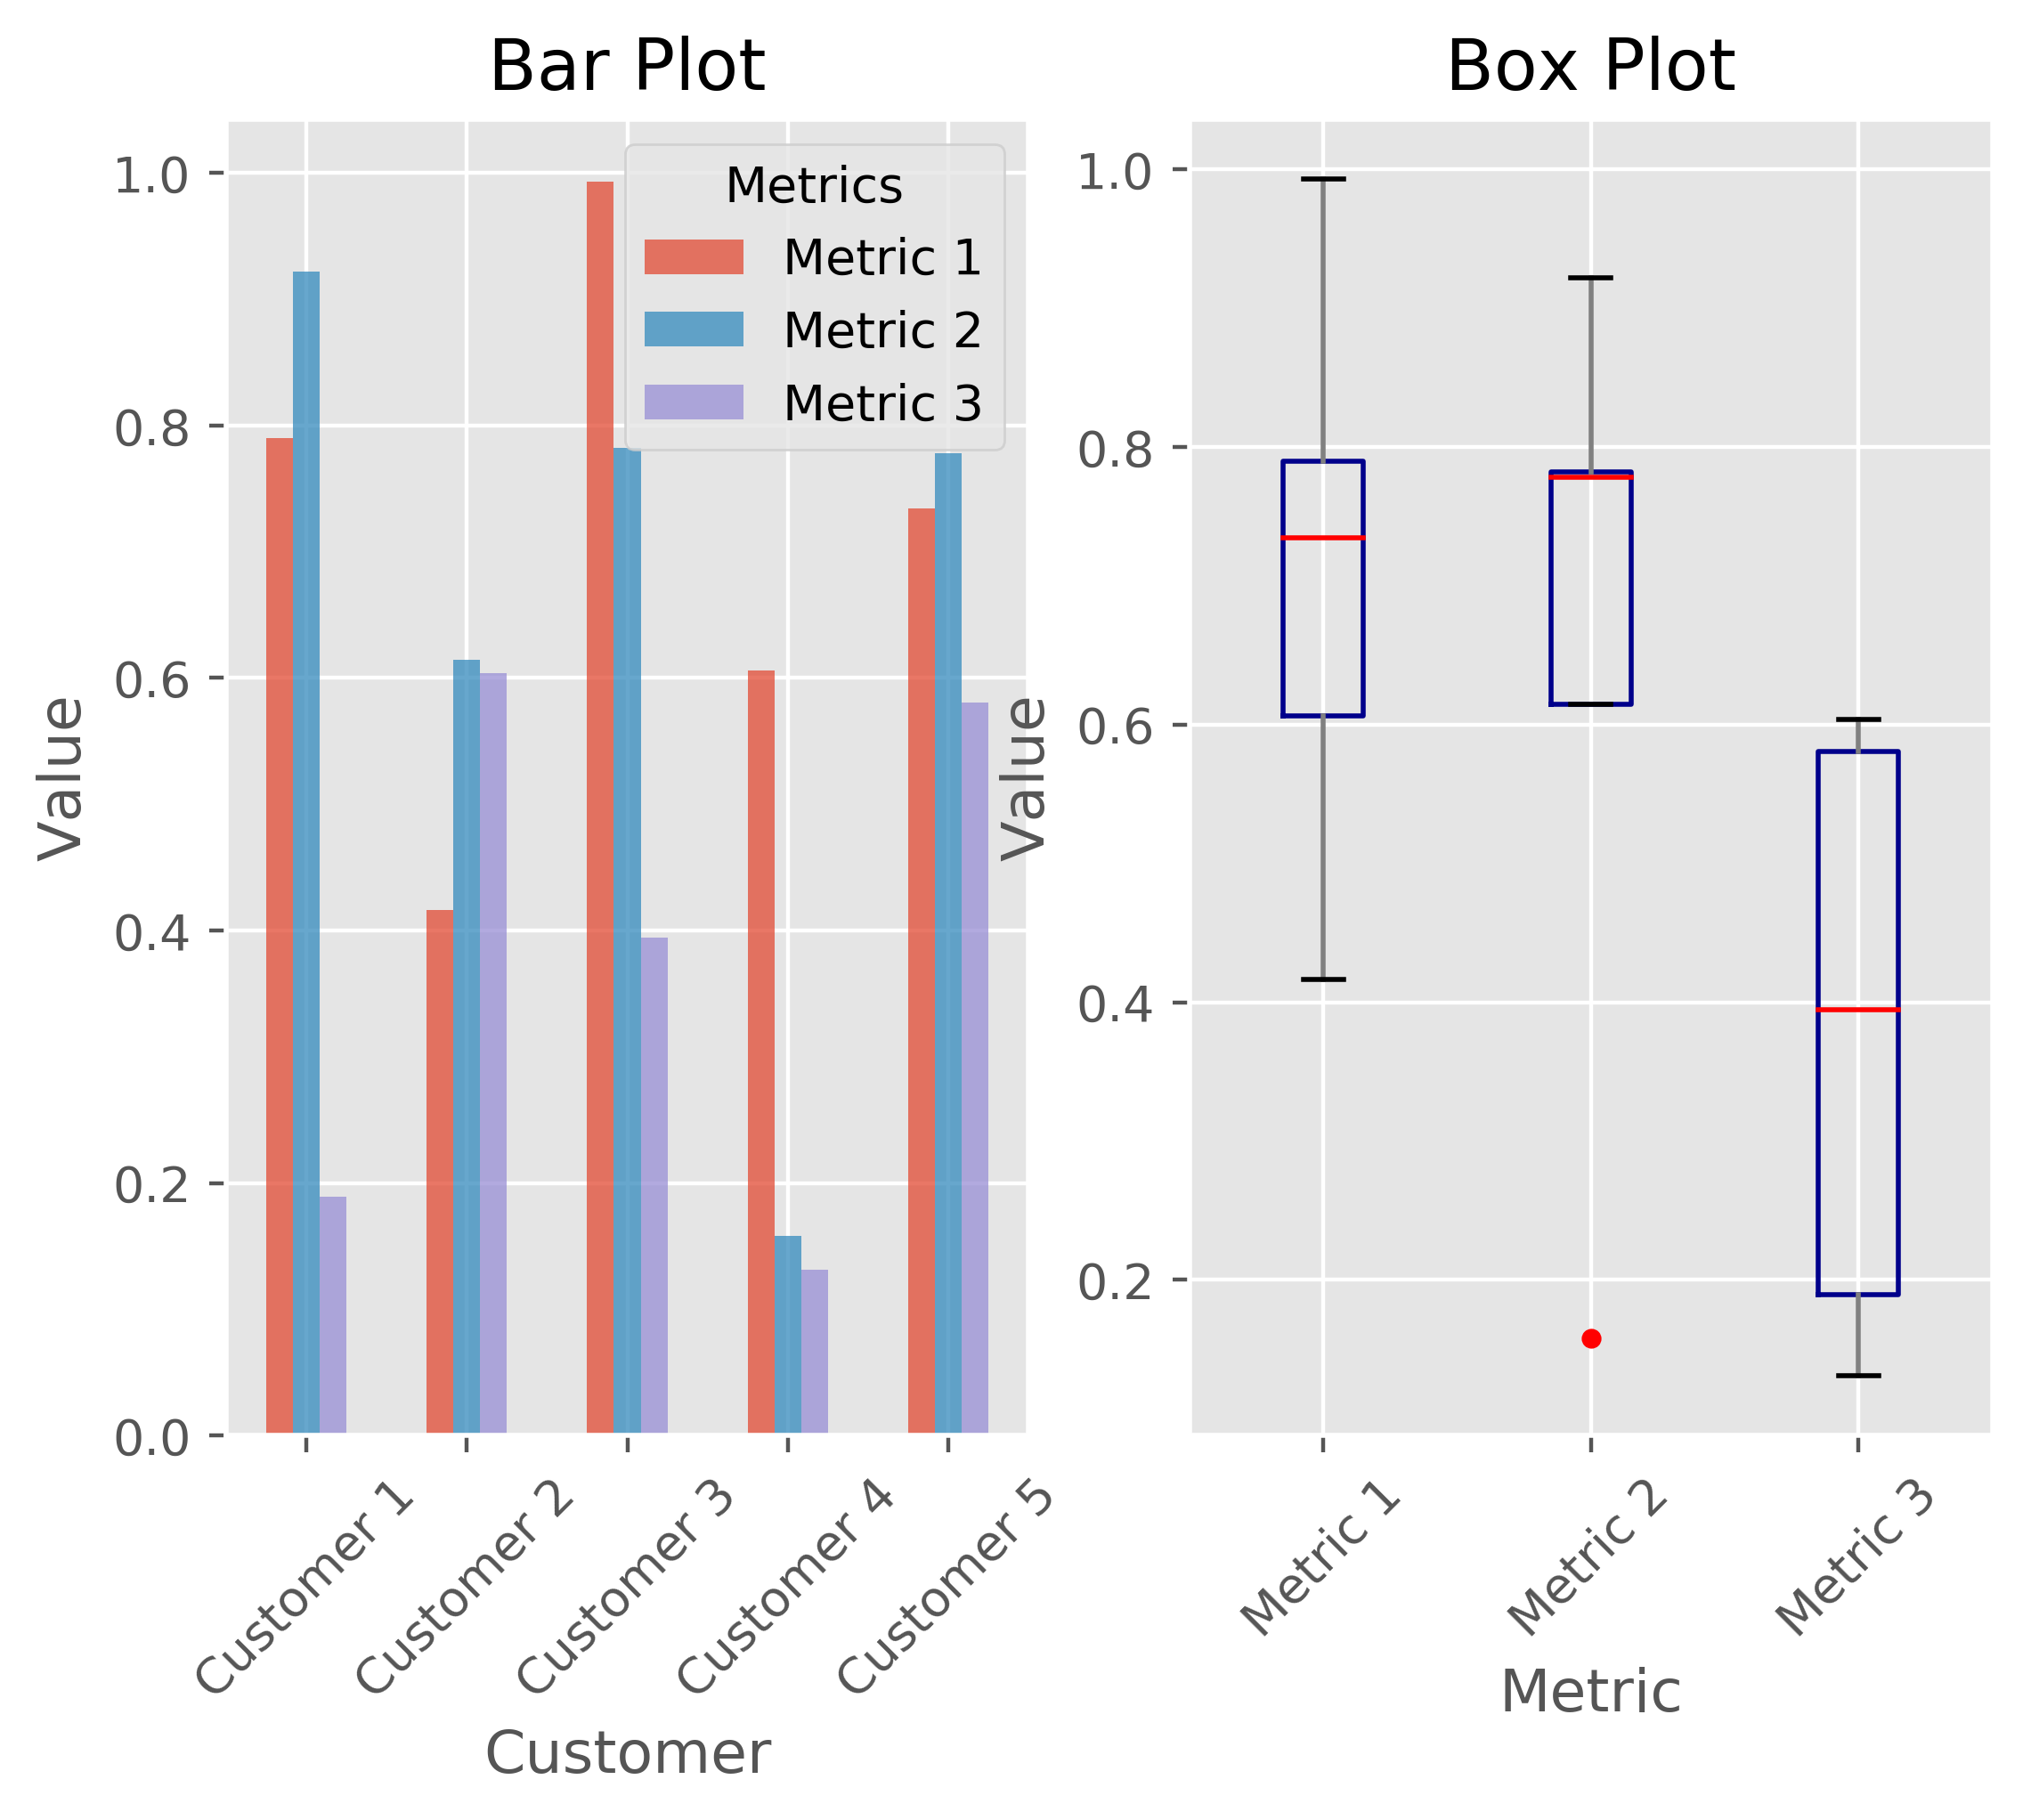 Bar Plot
Metrics
Metric 1
Metric 2
Metric 3
1.0
0.8
0.6
0.4
0.2
0.0
Value
Customer 1
Customer 2
Customer 3
Customer 4
Customer 5
Customer
Box Plot
1.0
0.8
0.6
0.4
0.2
Value
Metric 1
Metric 2
Metric 3
Metric